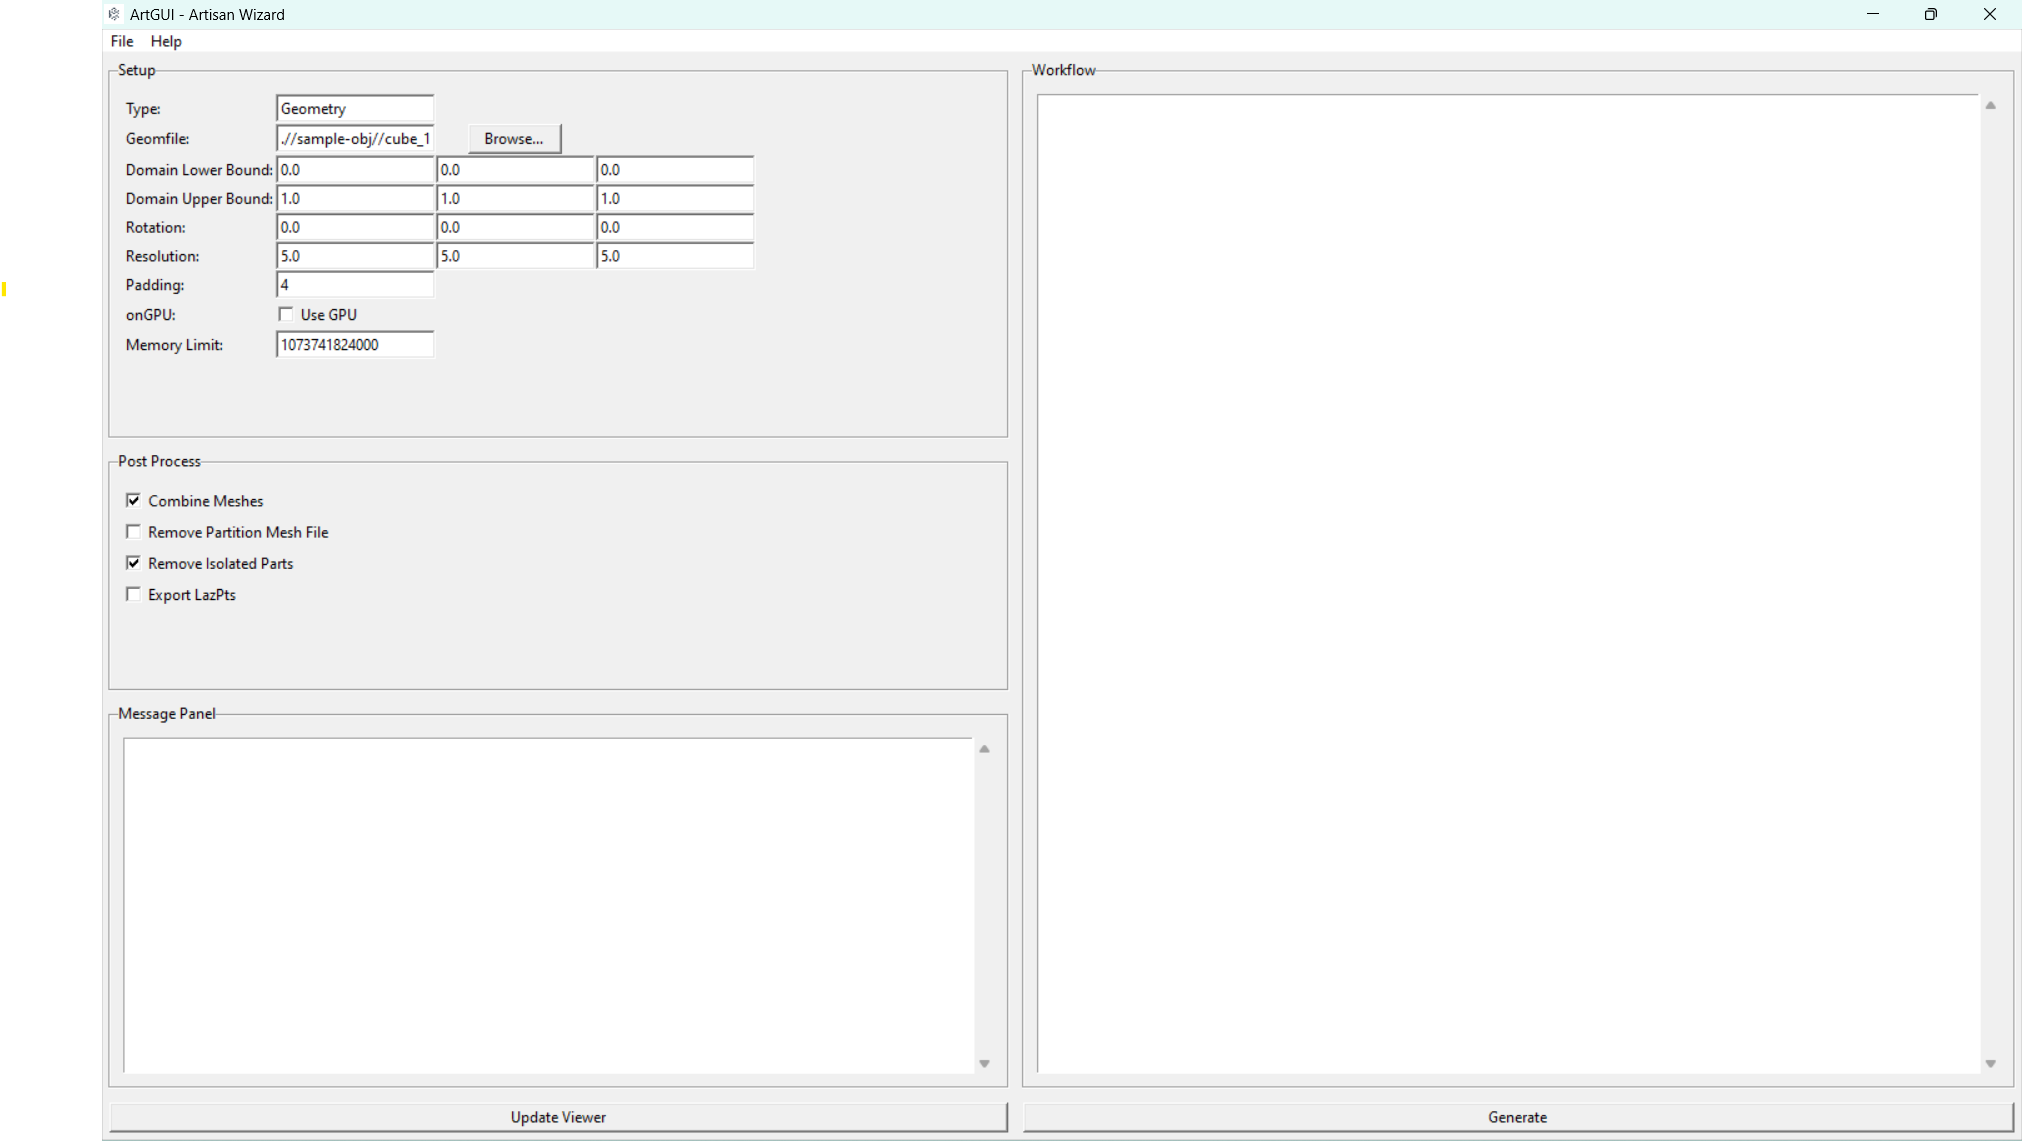 ArtGUI - Artisan Wizard
File Help
Setup
Type: Geometry
Geomfile: .//sample-obj//cube_1 Browse...
Domain Lower Bound: 0.0 0.0 0.0
Domain Upper Bound: 1.0 1.0 1.0
Rotation: 0.0 0.0 0.0
Resolution: 5.0 5.0 5.0
Padding: 4
onGPU: Use GPU
Memory Limit: 1073741824000
Post Process
Combine Meshes
Remove Partition Mesh File
Remove Isolated Parts
Export LazPts
Message Panel
Update Viewer
Workflow
Generate